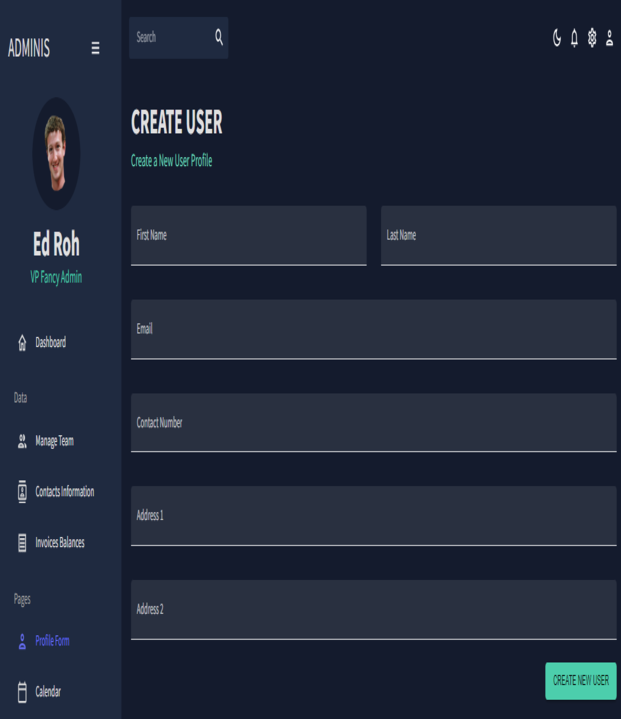 ADMINIS
Search
Ed Roh
VP Fancy Admin
Dashboard
Data
Manage Team
Contacts Information
Invoices Balances
Pages
Profile Form
Calendar
CREATE USER
Create a New User Profile
First Name
Last Name
Email
Contact Number
Address 1
Address 2
CREATE NEW USER